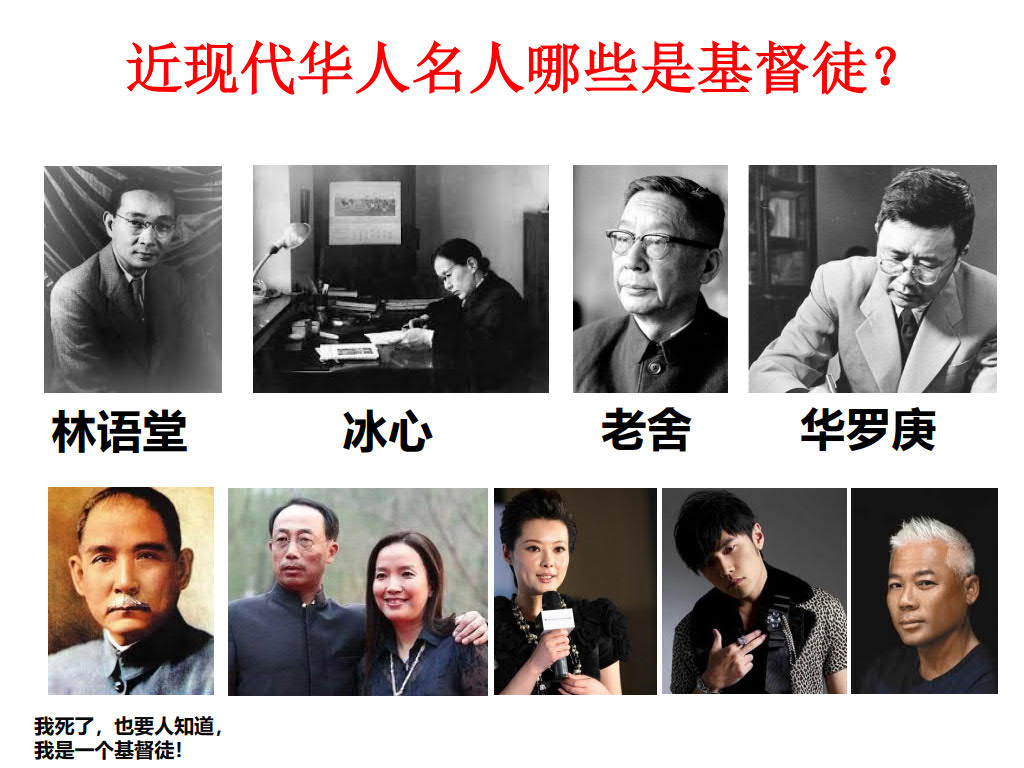 近现代华人名人哪些是基督徒？
林语堂
冰心
老舍
华罗庚
我死了，也要人知道，
我是一个基督徒！